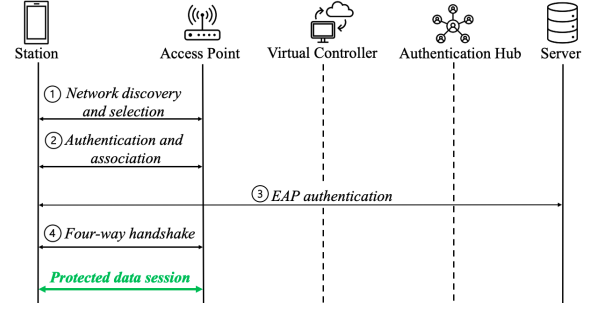 Station
Access Point
Virtual Controller
Authentication Hub
Server
① Network discovery
and selection
② Authentication and
association
③ EAP authentication
④ Four-way handshake
Protected data session